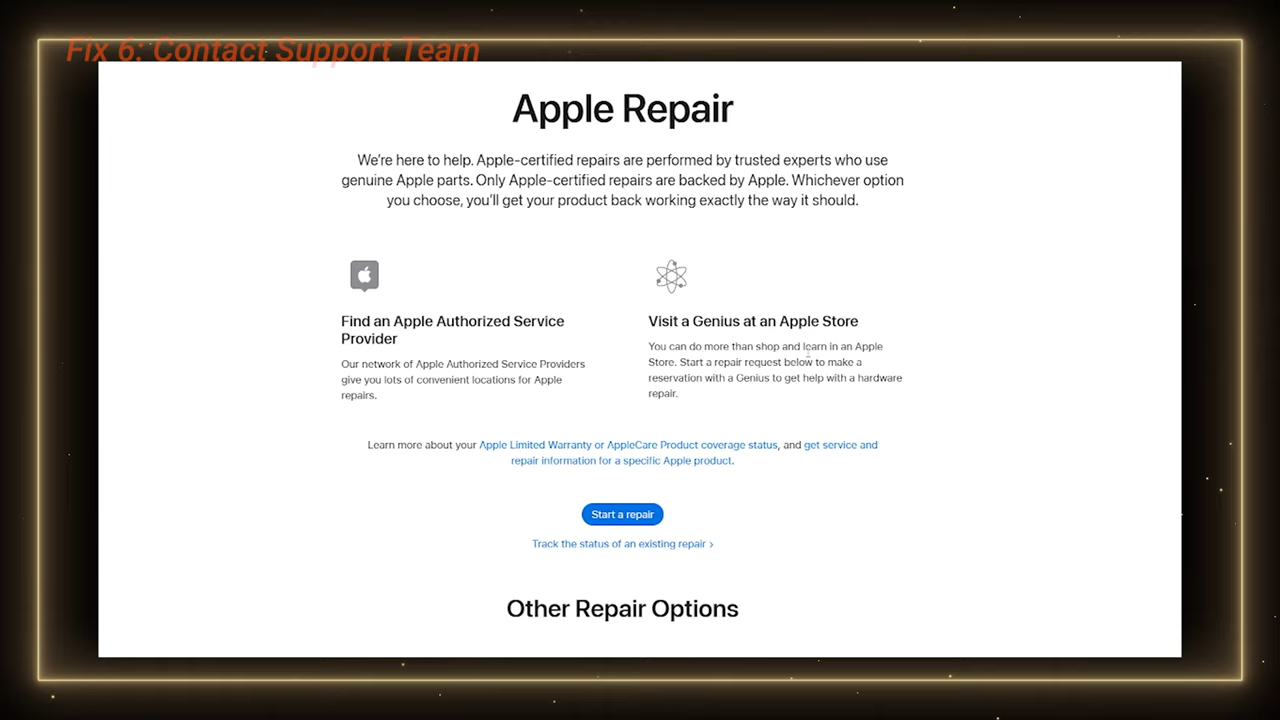 Fix 6: Contact Support Team
Apple Repair
We're here to help. Apple-certified repairs are performed by trusted experts who use
genuine Apple parts. Only Apple-certified repairs are backed by Apple. Whichever option
you choose, you'll get your product back working exactly the way it should.
Find an Apple Authorized Service
Provider
Our network of Apple Authorized Service Providers
give you lots of convenient locations for Apple
repairs.
Visit a Genius at an Apple Store
You can do more than shop and learn in an Apple
Store. Start a repair request below to make a
reservation with a Genius to get help with a hardware
repair.
Learn more about your Apple Limited Warranty or AppleCare Product coverage status, and get service and
repair information for a specific Apple product.
Start a repair
Track the status of an existing repair >
Other Repair Options